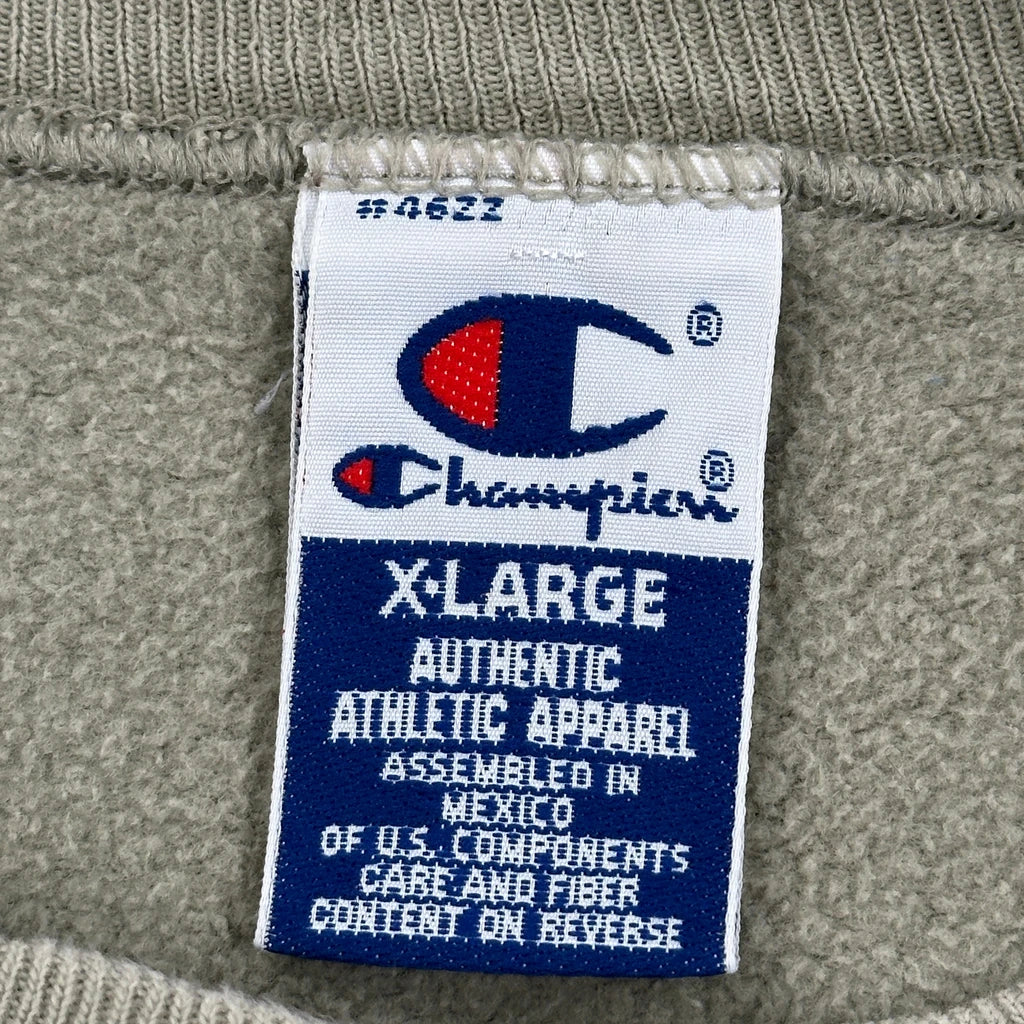 #4622
®
Champion®
X-LARGE
AUTHENTIC
ATHLETIC APPAREL
ASSEMBLED IN
MEXICO
OF U.S. COMPONENTS
CARE AND FIBER
CONTENT ON REVERSE